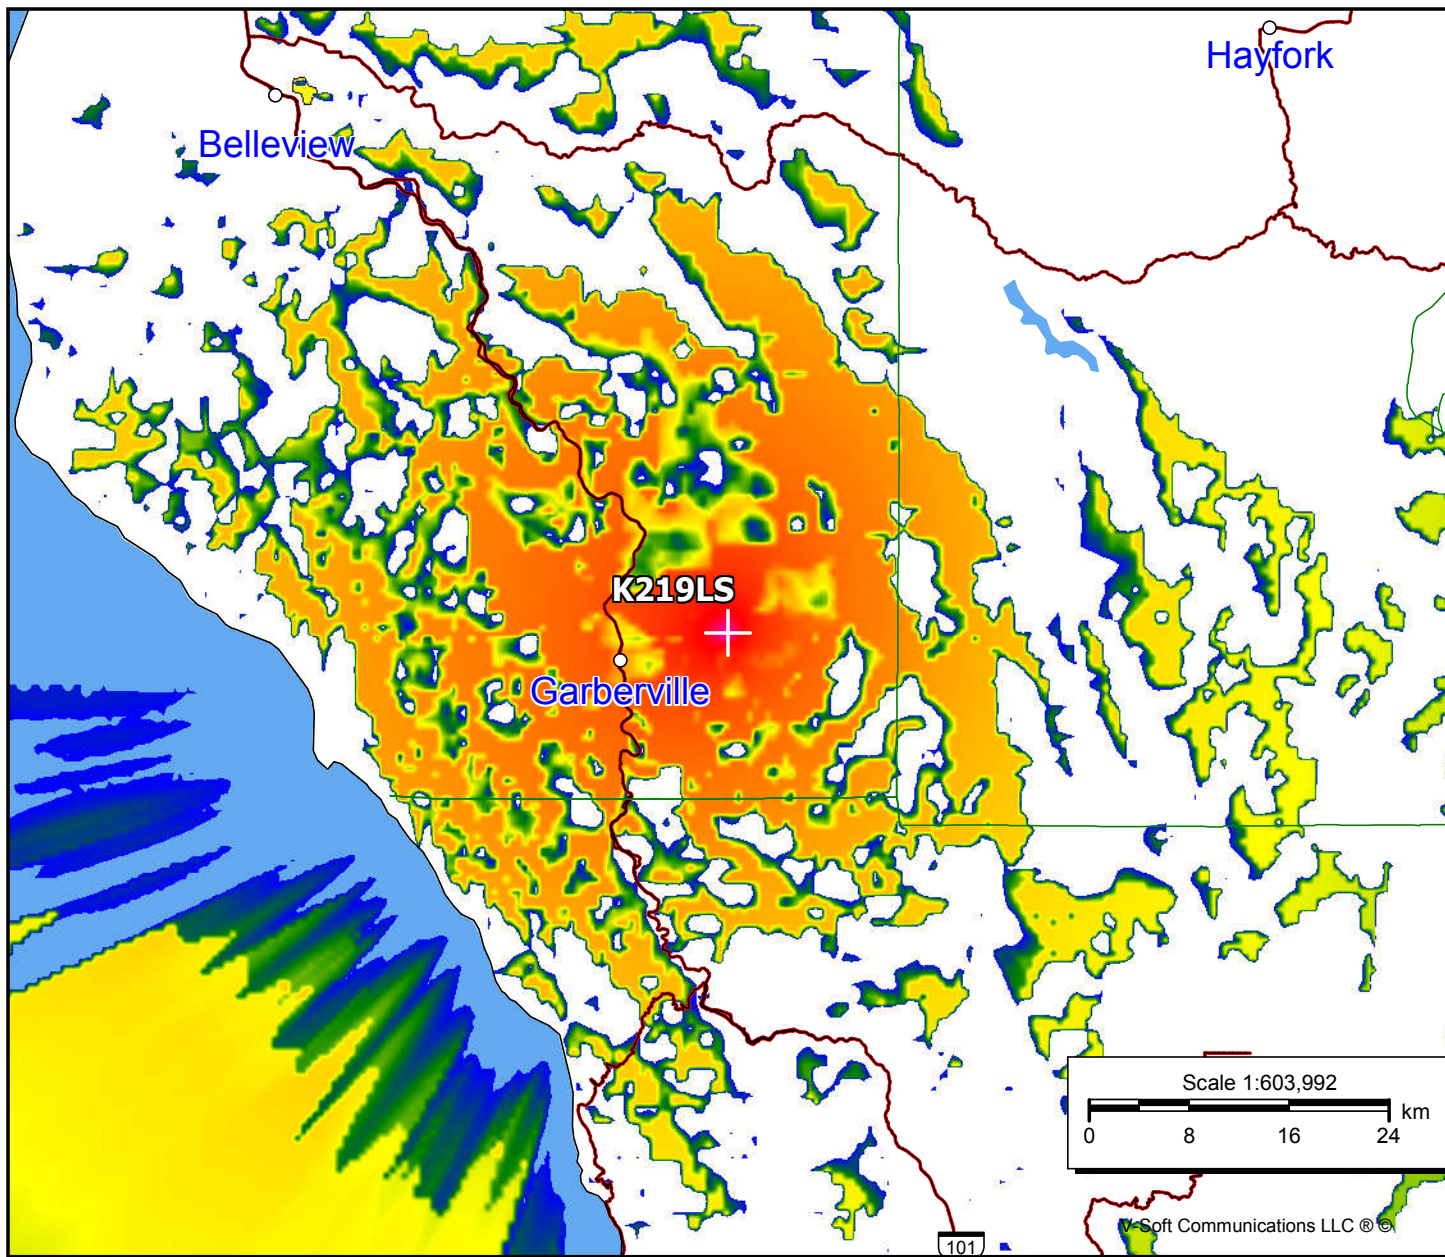 Hayfork
Belleview
K219LS
Garberville
Scale 1:603,992
km
0 8 16 24
V-Soft Communications LLC ® ©
101